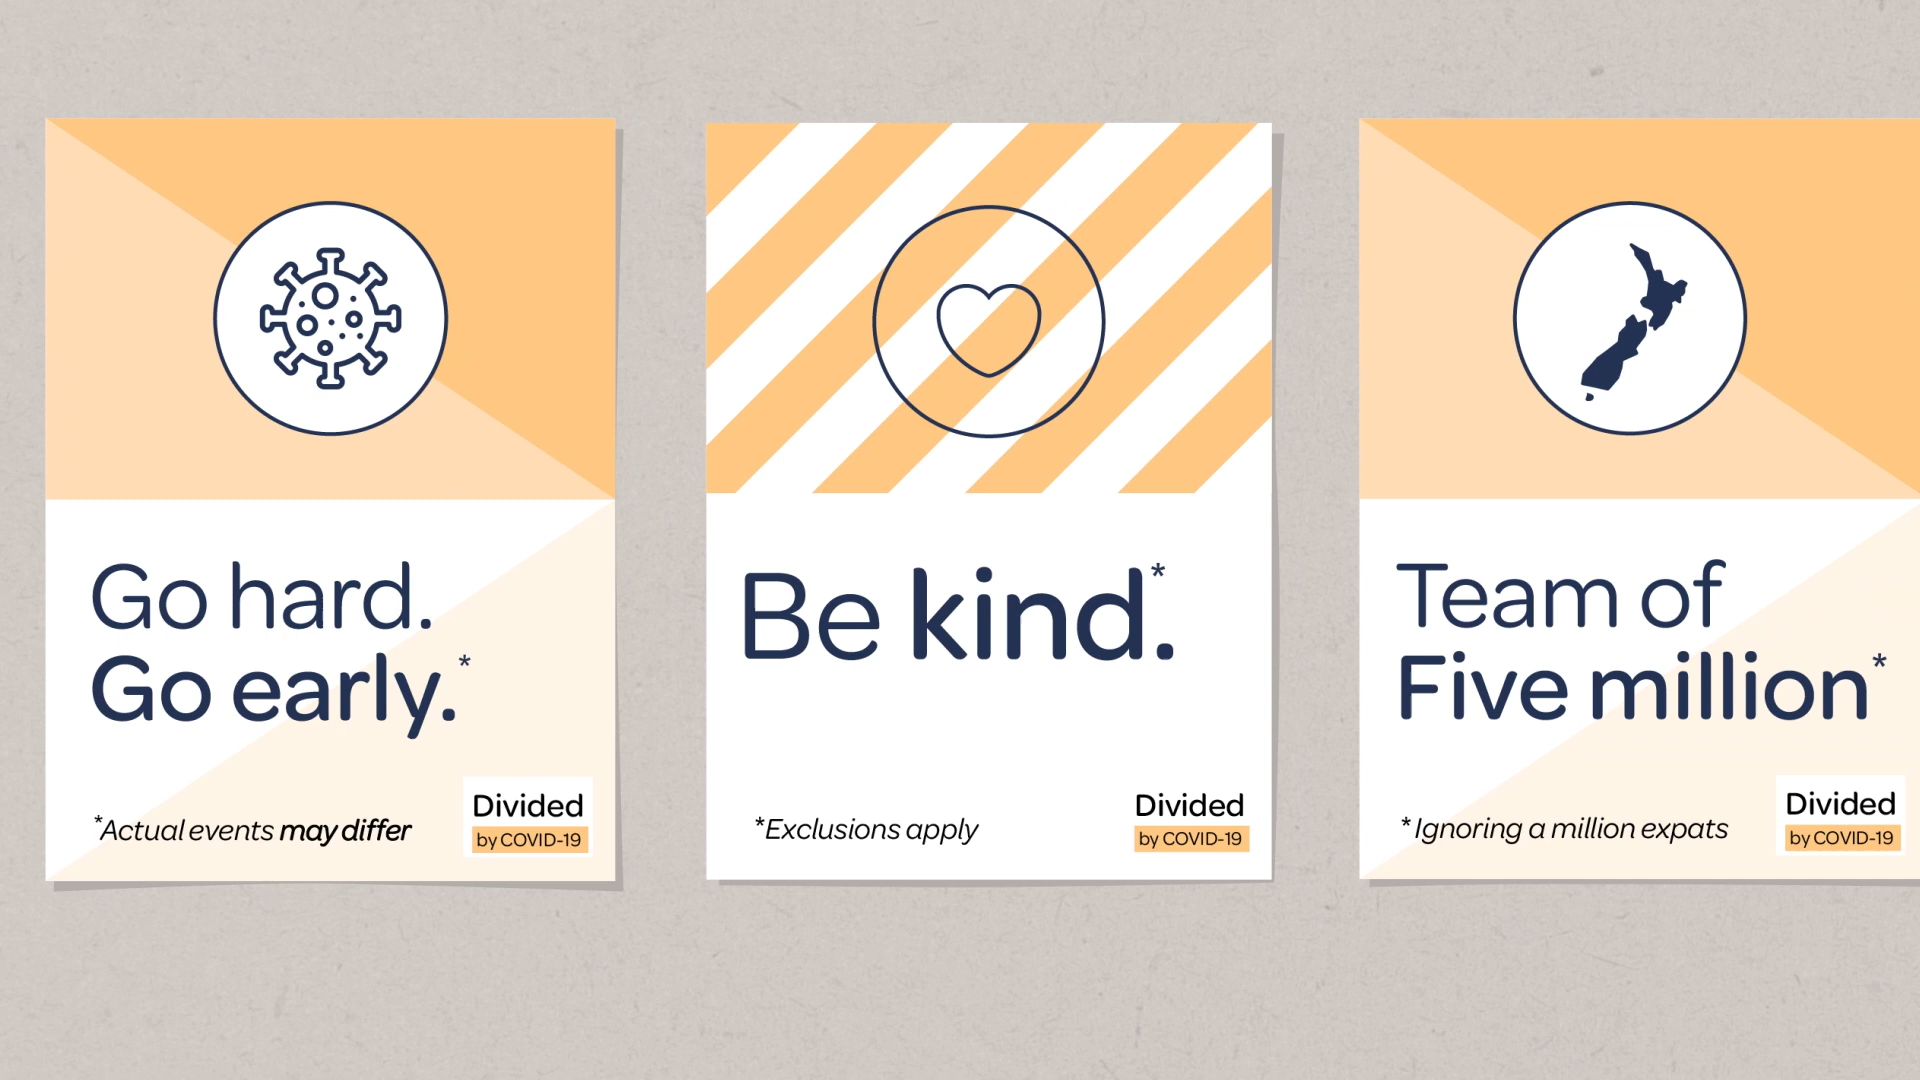 Go hard.
Go early.*
*Actual events may differ
Divided
by COVID-19
Be kind.*
*Exclusions apply
Divided
by COVID-19
Team of
Five million*
*Ignoring a million expats
Divided
by COVID-19